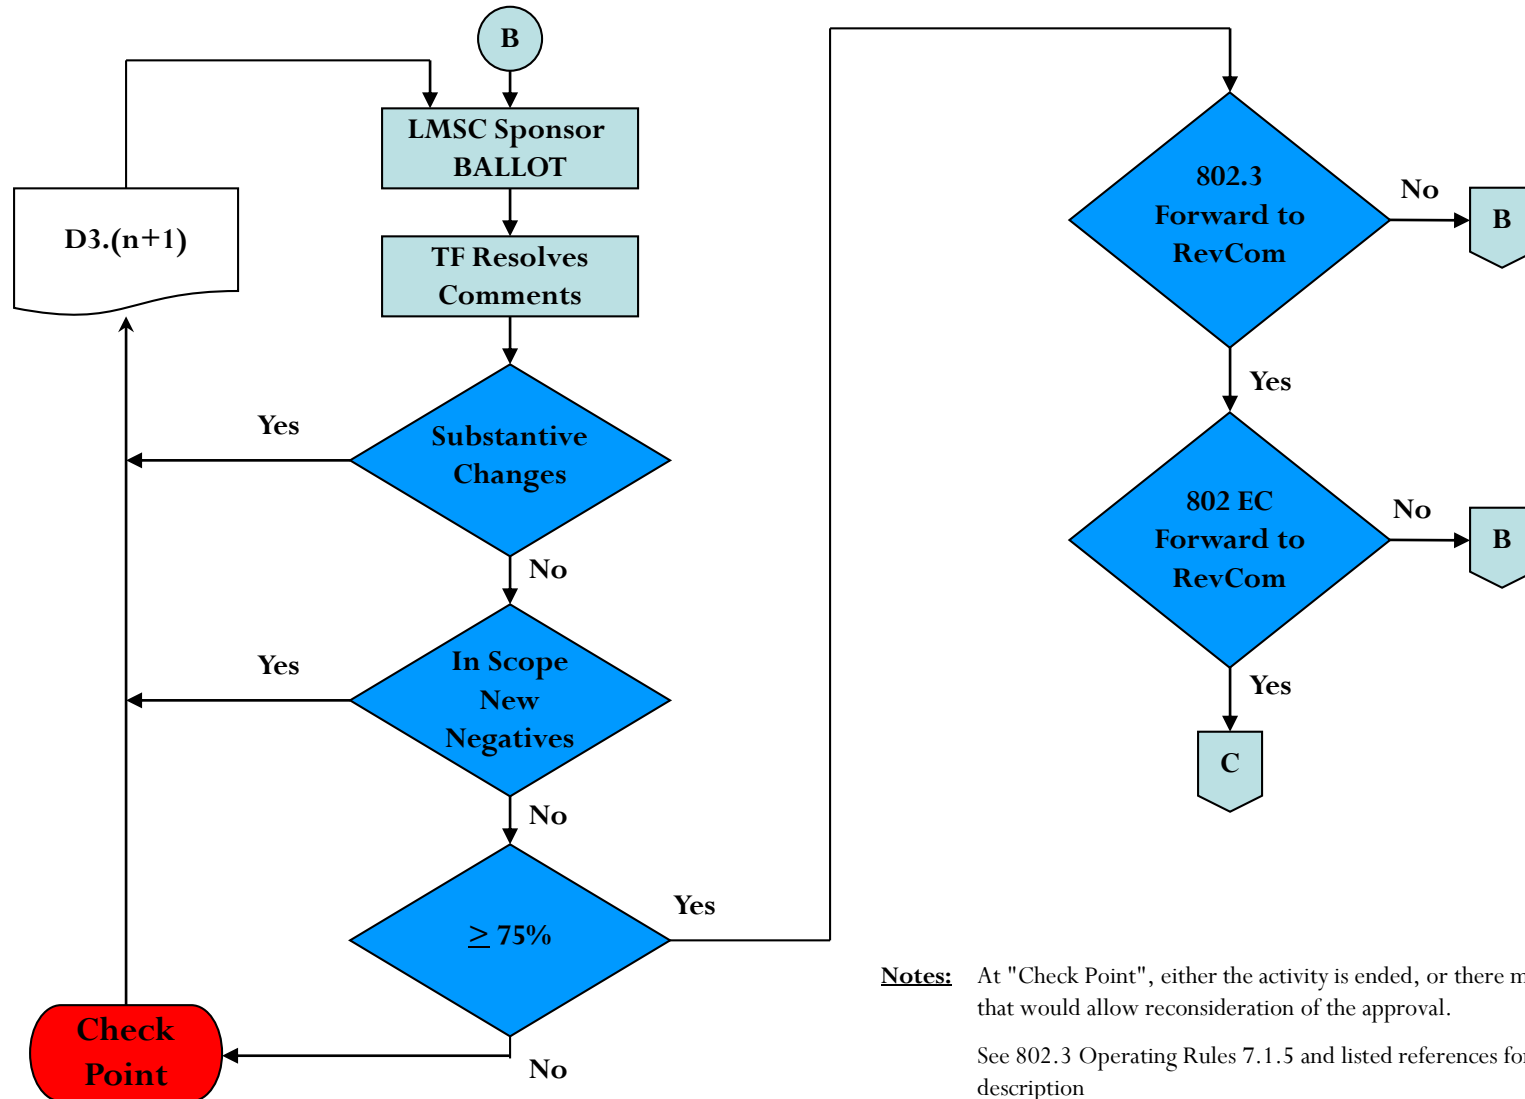 B
LMSC Sponsor
BALLOT
D3.(n+1)
TF Resolves
Comments
Yes
Substantive
Changes
No
Yes
In Scope
New
Negatives
No
≥ 75%
Yes
No
Check
Point
802.3
Forward to
RevCom
No
B
Yes
802 EC
Forward to
RevCom
No
B
Yes
C
Notes: At "Check Point", either the activity is ended, or there
that would allow reconsideration of the approval.
See 802.3 Operating Rules 7.1.5 and listed references for
description